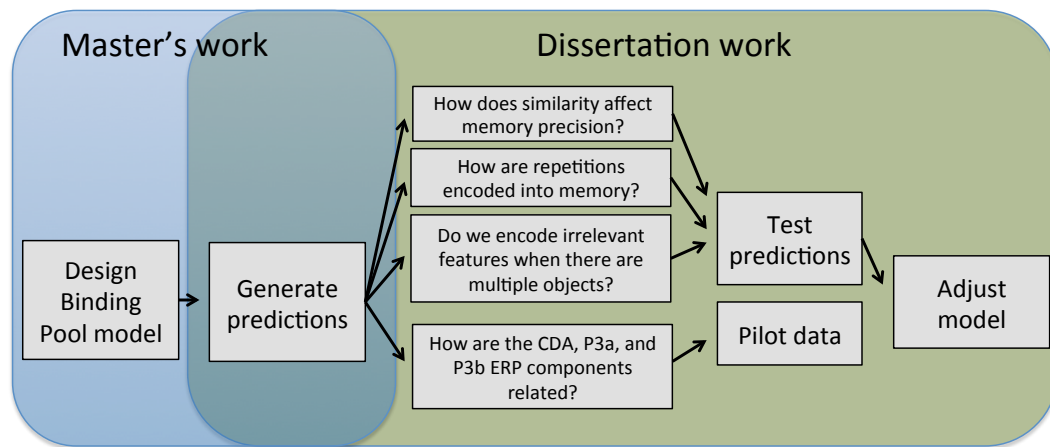 Master's work
Dissertation work
How does similarity affect
memory precision?
How are repetitions
encoded into memory?
Do we encode irrelevant
features when there are
multiple objects?
How are the CDA, P3a, and
P3b ERP components
related?
Design
Binding
Pool model
Generate
predictions
Test
predictions
Pilot data
Adjust
model